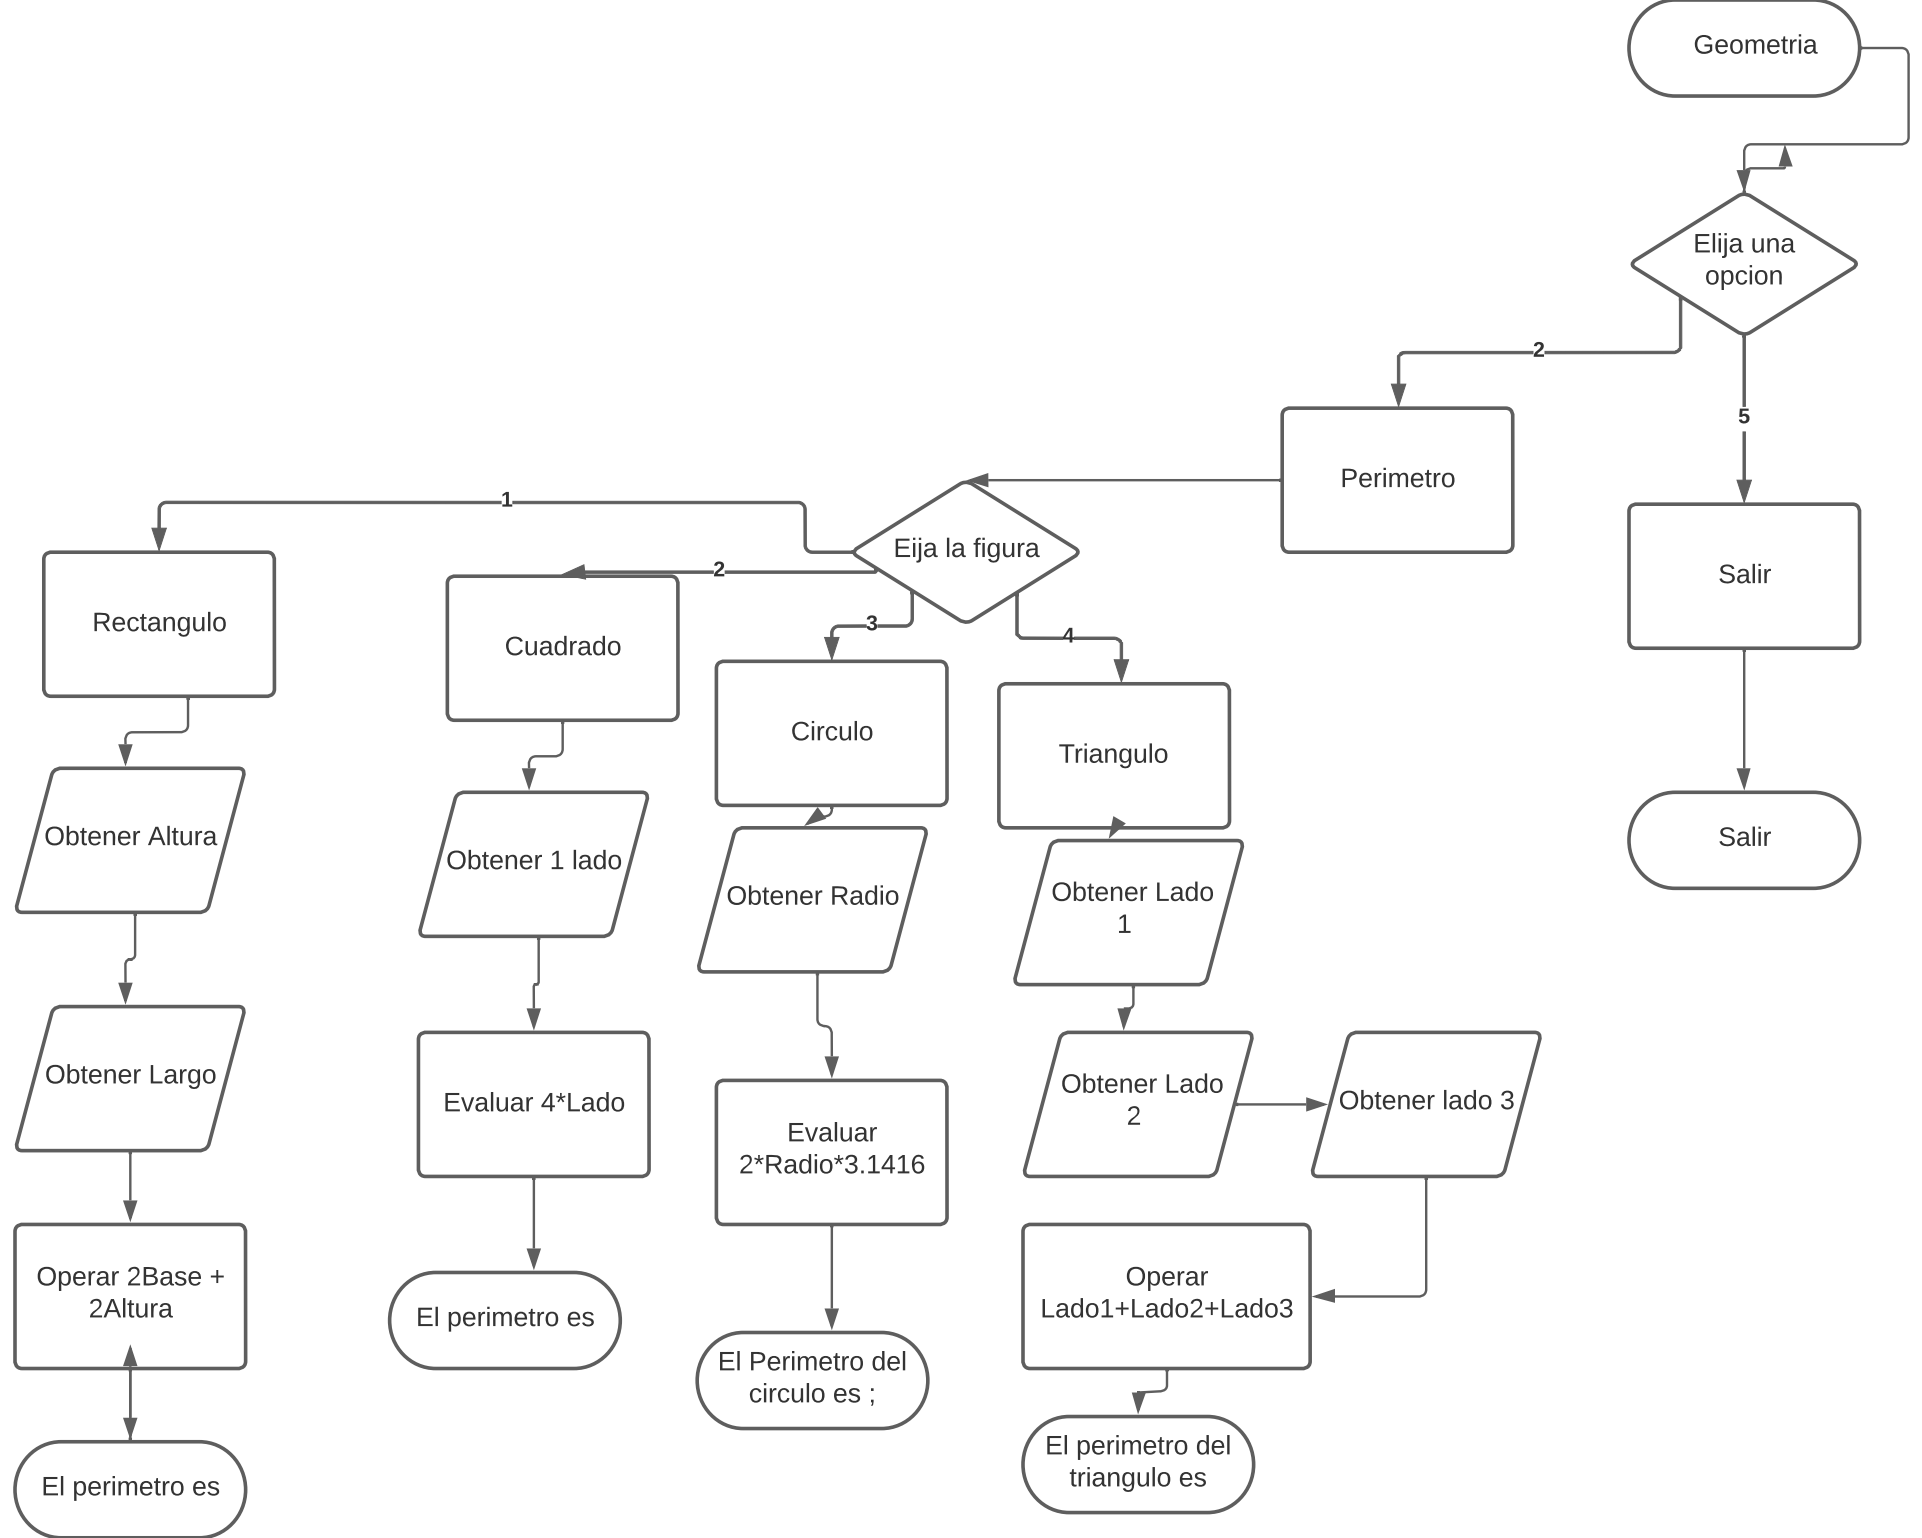 Geometria
Elija una
opcion
2
5
Perimetro
Salir
Salir
Eija la figura
1
2
3
4
Rectangulo
Obtener Altura
Obtener Largo
Operar 2Base +
2Altura
El perimetro es
Cuadrado
Obtener 1 lado
Evaluar 4*Lado
El perimetro es
Circulo
Obtener Radio
Evaluar
2*Radio*3.1416
El Perimetro del
circulo es ;
Triangulo
Obtener Lado
1
Obtener Lado
2
Obtener lado 3
Operar
Lado1+Lado2+Lado3
El perimetro del
triangulo es